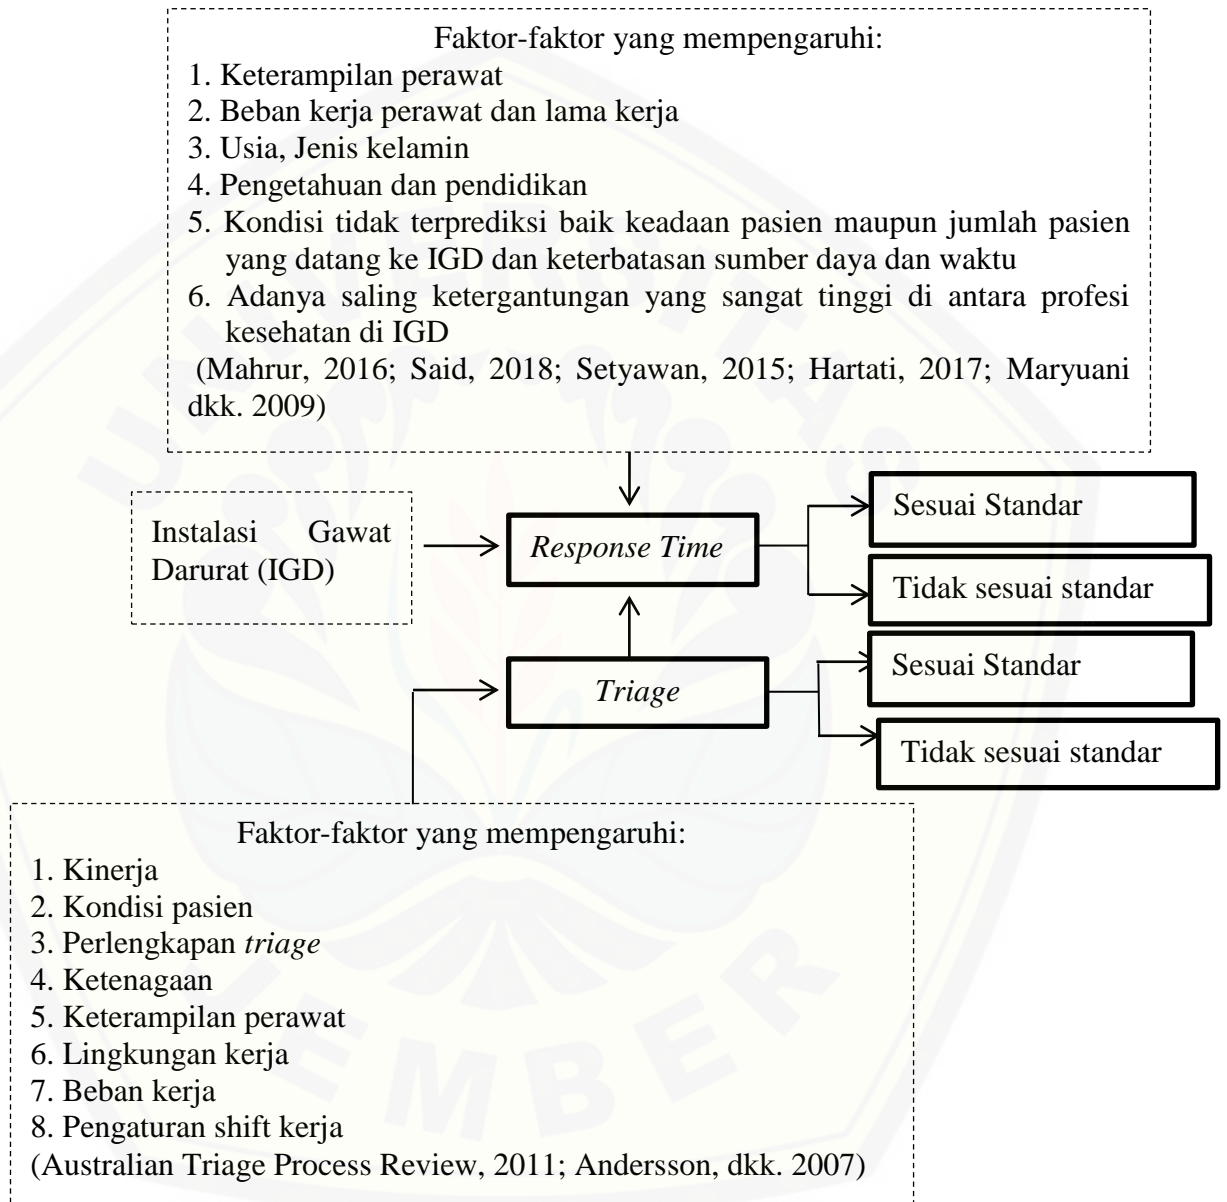 Faktor-faktor yang mempengaruhi:
1. Keterampilan perawat
2. Beban kerja perawat dan lama kerja
3. Usia, Jenis kelamin
4. Pengetahuan dan pendidikan
5. Kondisi tidak terprediksi baik keadaan pasien maupun jumlah pasien
yang datang ke IGD dan keterbatasan sumber daya dan waktu
6. Adanya saling ketergantungan yang sangat tinggi di antara profesi
kesehatan di IGD
(Mahrur, 2016; Said, 2018; Setyawan, 2015; Hartati, 2017; Maryuani
dkk. 2009)
Instalasi Gawat
Darurat (IGD)
Response Time
Sesuai Standar
Tidak sesuai standar
Triage
Sesuai Standar
Tidak sesuai standar
Faktor-faktor yang mempengaruhi:
1. Kinerja
2. Kondisi pasien
3. Perlengkapan triage
4. Ketenagaan
5. Keterampilan perawat
6. Lingkungan kerja
7. Beban kerja
8. Pengaturan shift kerja
(Australian Triage Process Review, 2011; Andersson, dkk. 2007)
UNIVERSITAS
JEMBER